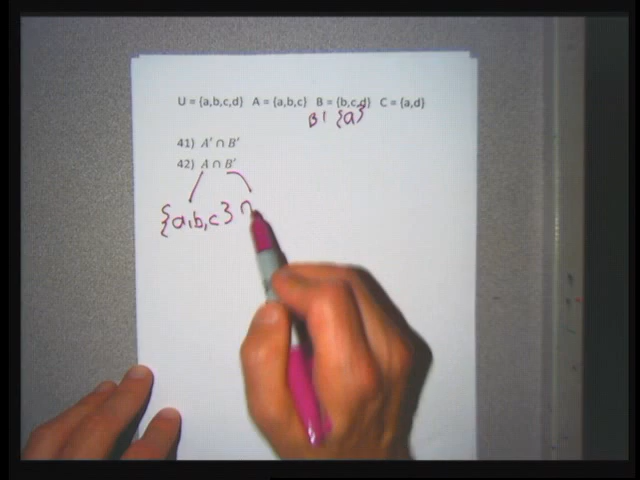 U = {a,b,c,d} A = {a,b,c} B = {b,c,d} C = {a,d}
B' {a}
41) A' ∩ B'
42) A ∩ B'
{a,b,c} ∩